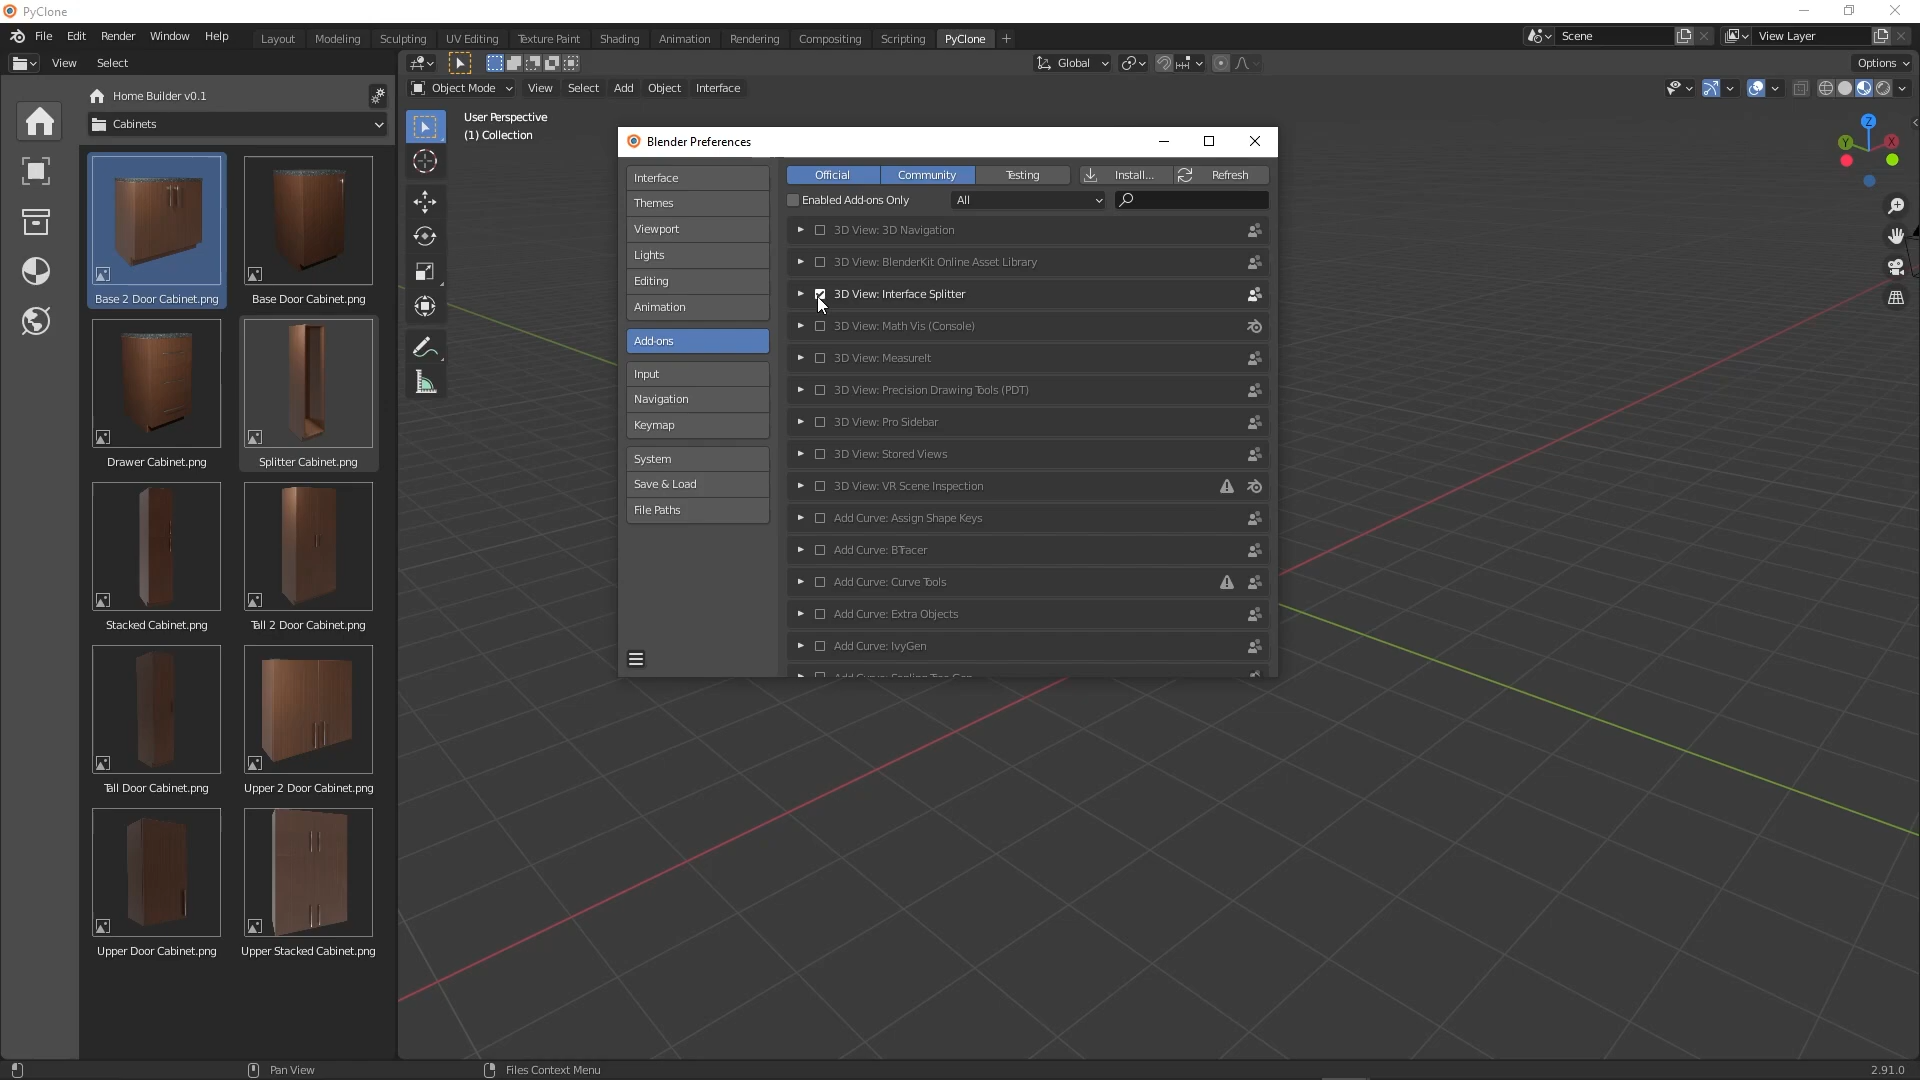 PyClone
File Edit Render Window Help Layout Modeling Sculpting UV Editing Texture Paint Shading Animation Rendering Compositing Scripting PyClone + Scene View Layer
View Select Global Options
Home Builder v0.1
Object Mode View Select Add Object Interface
Cabinets
User Perspective
(1) Collection
Z
Y
X
Base 2 Door Cabinet.png
Base Door Cabinet.png
Drawer Cabinet.png
Splitter Cabinet.png
Stacked Cabinet.png
Tall 2 Door Cabinet.png
Tall Door Cabinet.png
Upper 2 Door Cabinet.png
Upper Door Cabinet.png
Upper Stacked Cabinet.png
Blender Preferences
Interface
Themes
Viewport
Lights
Editing
Animation
Add-ons
Input
Navigation
Keymap
System
Save & Load
File Paths
Official Community Testing Install... Refresh
Enabled Add-ons Only All
3D View: 3D Navigation
3D View: BlenderKit Online Asset Library
3D View: Interface Splitter
3D View: Math Vis (Console)
3D View: MeasureIt
3D View: Precision Drawing Tools (PDT)
3D View: Pro Sidebar
3D View: Stored Views
3D View: VR Scene Inspection
Add Curve: Assign Shape Keys
Add Curve: BTracer
Add Curve: Curve Tools
Add Curve: Extra Objects
Add Curve: IvyGen
Add Curve: Sapling Tree Gen
Pan View Files Context Menu 2.91.0